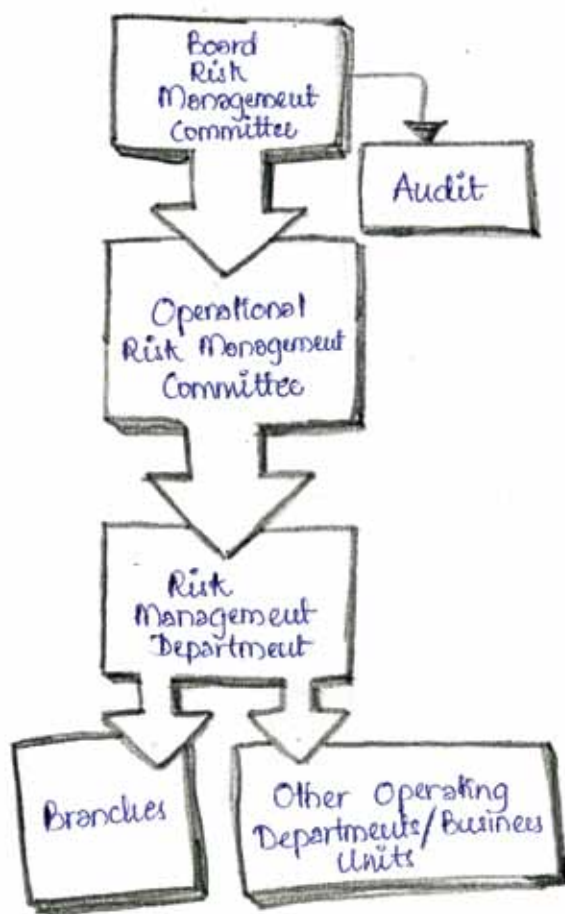 Board
Risk
Management
Committee
Audit
Operational
Risk Management
Committee
Risk
Management
Department
Branches
Other Operating
Departments/Business
Units